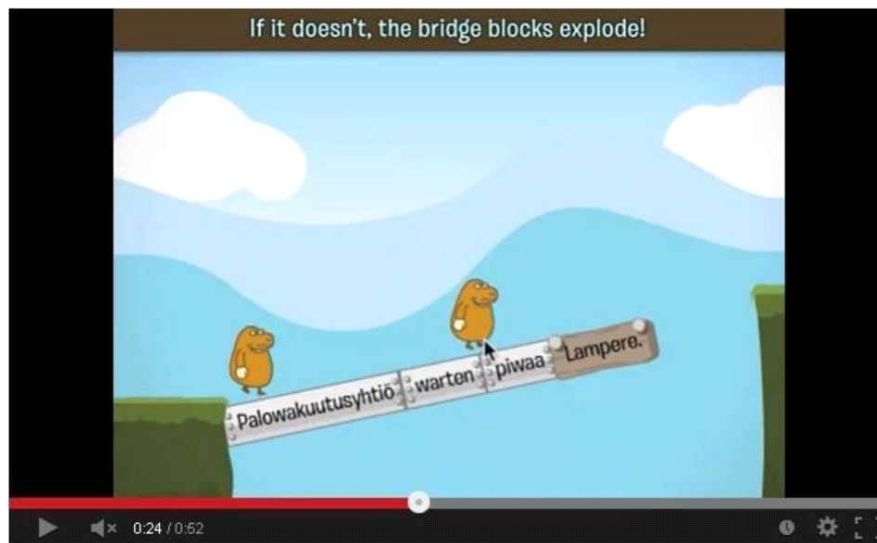 If it doesn't, the bridge blocks explode!
Palowakuutusyhtiö warten piwaa Lampere.
0:24 / 0:52